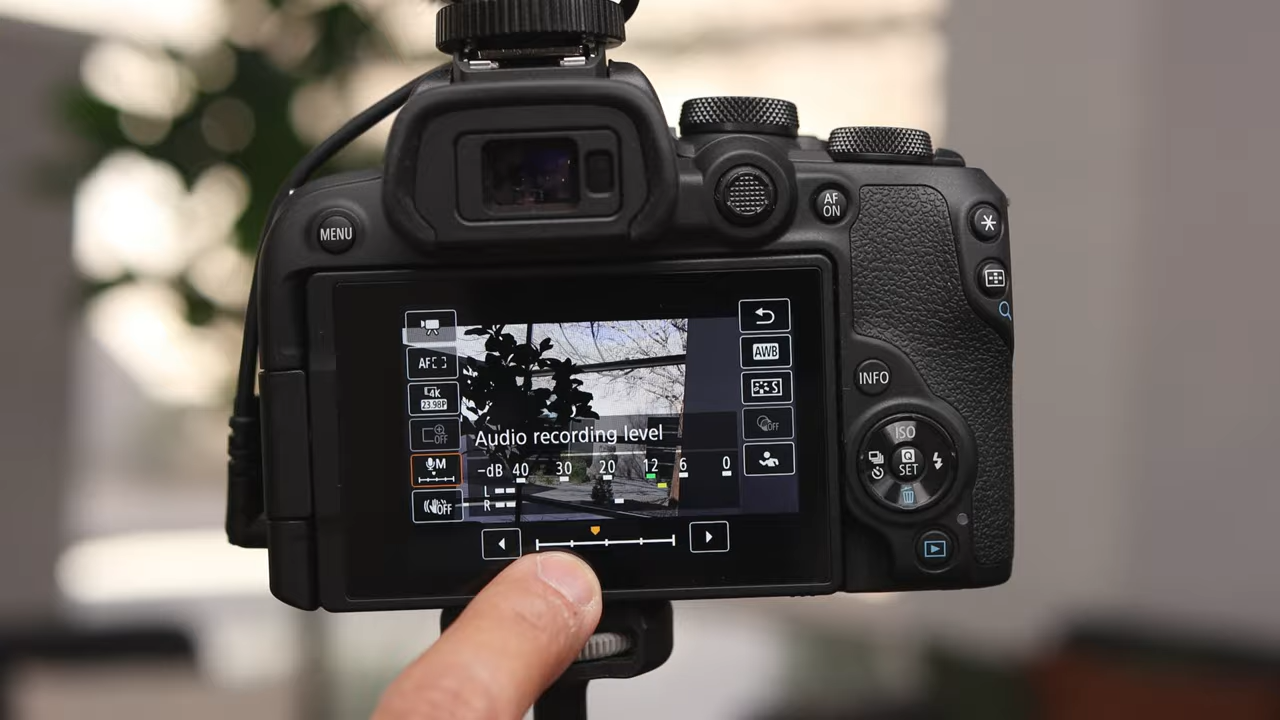 AF
ON
MENU
AF
AWB
4K
23.98P
S
OFF
OFF
Audio recording level
M
-dB 40 30 20 12 6 0
L
R
OFF
INFO
ISO
Q
SET